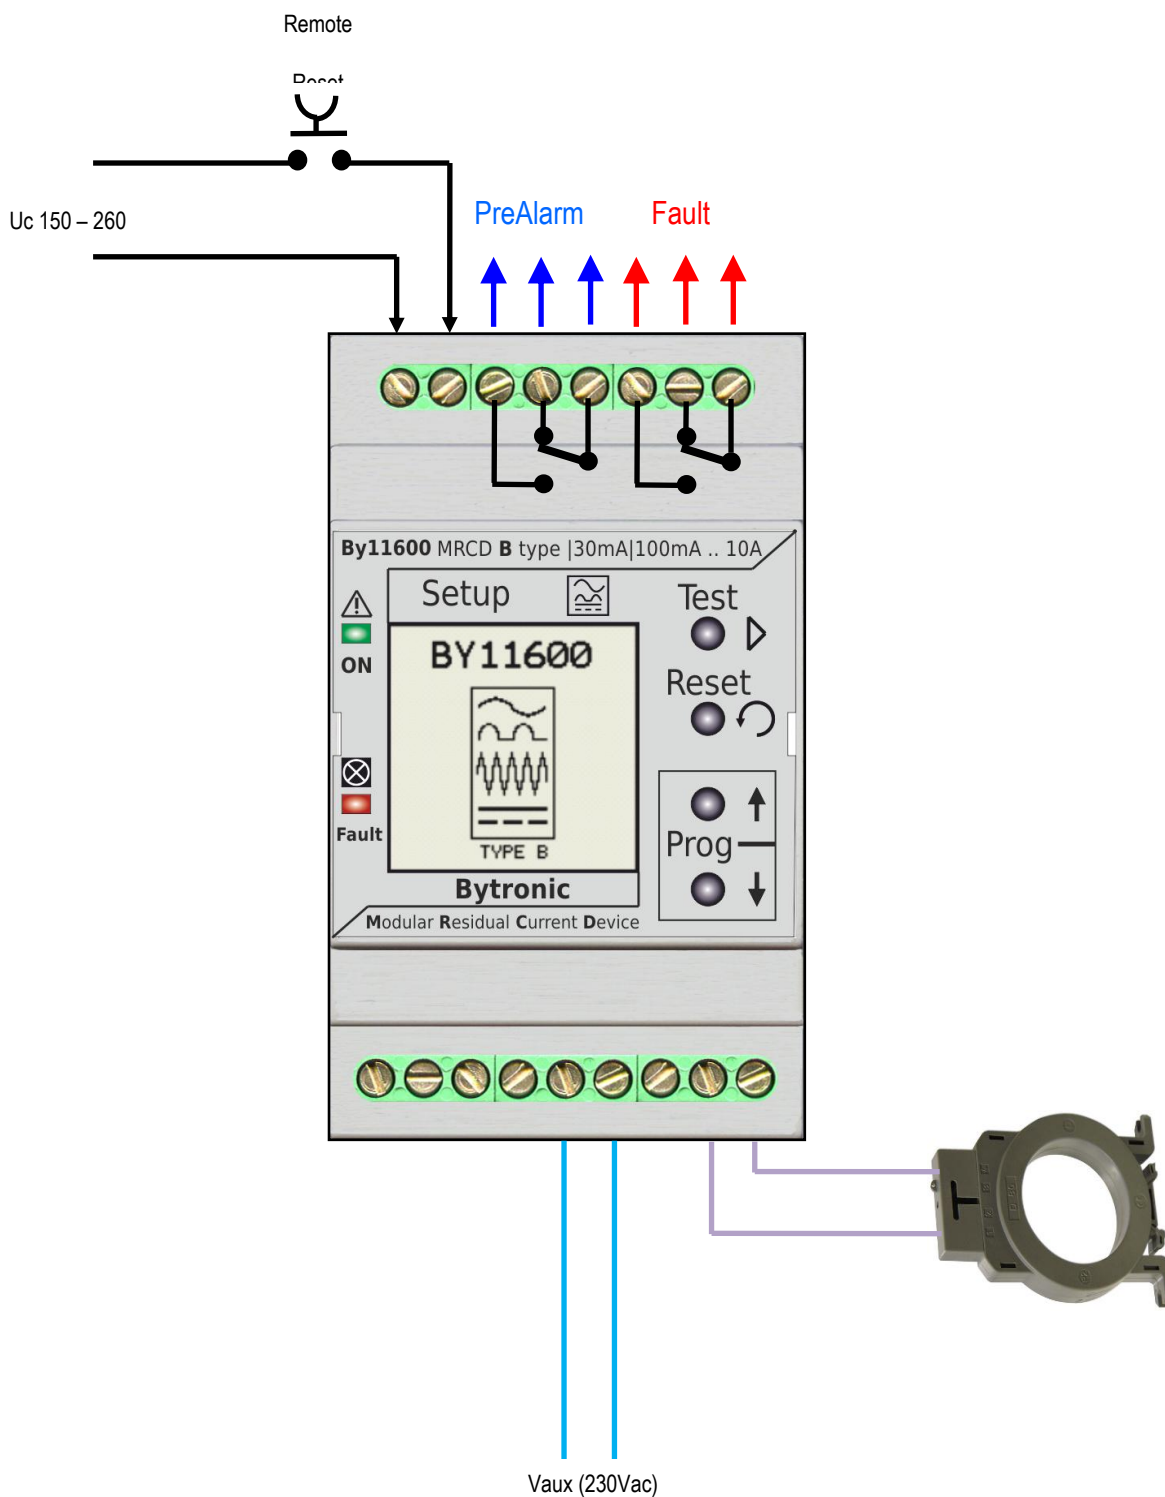 Remote
Reset
Uc 150 – 260
PreAlarm Fault
By11600 MRCD B type |30mA|100mA .. 10A
Setup
Test
ON
BY11600
Reset
Fault
Prog
TYPE B
Bytronic
Modular Residual Current Device
Vaux (230Vac)